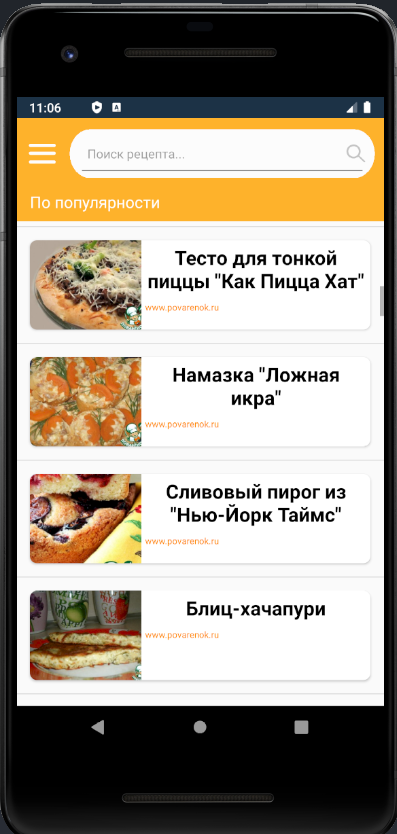 11:06
Поиск рецепта...
По популярности
Тесто для тонкой
пиццы "Как Пицца Хат"
www.povarenok.ru
Намазка "Ложная
икра"
www.povarenok.ru
Сливовый пирог из
"Нью-Йорк Таймс"
www.povarenok.ru
Блиц-хачапури
www.povarenok.ru